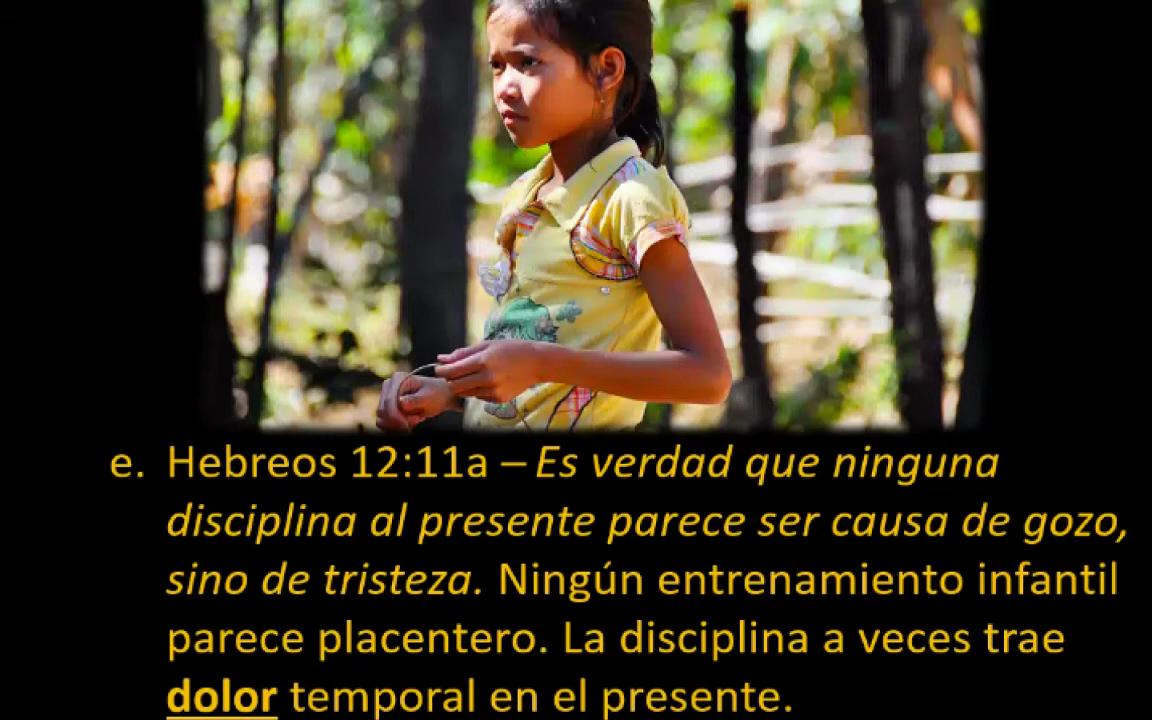 e. Hebreos 12:11a – Es verdad que ninguna
disciplina al presente parece ser causa de gozo,
sino de tristeza. Ningún entrenamiento infantil
parece placentero. La disciplina a veces trae
dolor temporal en el presente.